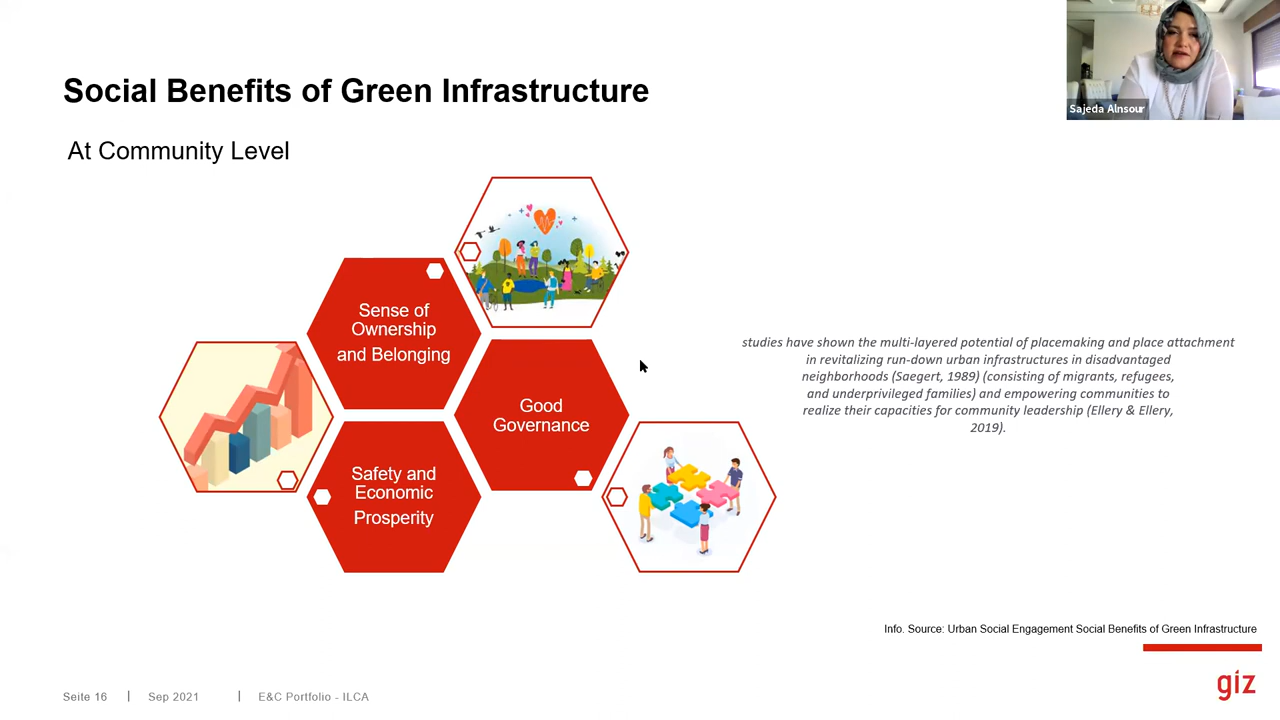 Sajeda Alnsour
Social Benefits of Green Infrastructure
At Community Level
Sense of
Ownership
and Belonging
Good
Governance
Safety and
Economic
Prosperity
studies have shown the multi-layered potential of placemaking and place attachment
in revitalizing run-down urban infrastructures in disadvantaged
neighborhoods (Saegert, 1989) (consisting of migrants, refugees,
and underprivileged families) and empowering communities to
realize their capacities for community leadership (Ellery & Ellery,
2019).
Info. Source: Urban Social Engagement Social Benefits of Green Infrastructure
giz
Seite 16 | Sep 2021 | E&C Portfolio - ILCA